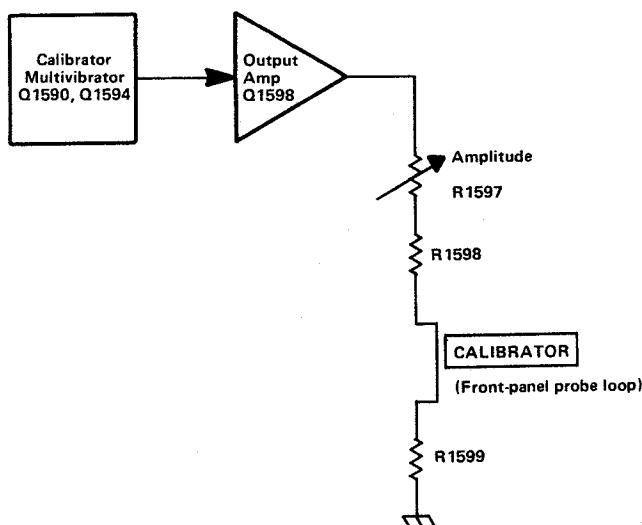 Calibrator
Multivibrator
Q1590, Q1594
Output
Amp
Q1598
Amplitude
R1597
R1598
CALIBRATOR
(Front-panel probe loop)
R1599